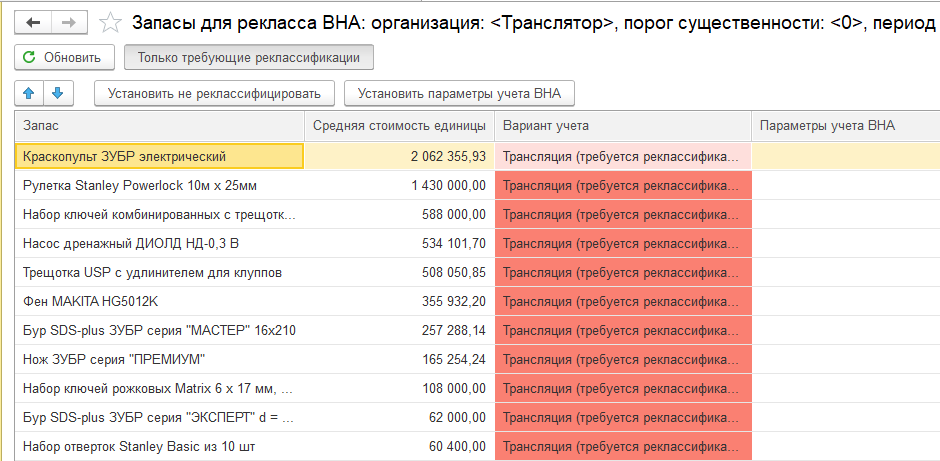 Запасы для рекласса ВНА: организация: <Транслятор>, порог существенности: <0>, период
Обновить Только требующие реклассификации
Установить не реклассифицировать Установить параметры учета ВНА
Запас Средняя стоимость единицы Вариант учета Параметры учета ВНА
Краскопульт ЗУБР электрический 2 062 355,93 Трансляция (требуется реклассифика...
Рулетка Stanley Powerlock 10м х 25мм 1 430 000,00 Трансляция (требуется реклассифика...
Набор ключей комбинированных с трещотк... 588 000,00 Трансляция (требуется реклассифика...
Насос дренажный ДИОЛД НД-0,3 В 534 101,70 Трансляция (требуется реклассифика...
Трещотка USP с удлинителем для клуппов 508 050,85 Трансляция (требуется реклассифика...
Фен MAKITA HG5012K 355 932,20 Трансляция (требуется реклассифика...
Бур SDS-plus ЗУБР серия "МАСТЕР" 16х210 257 288,14 Трансляция (требуется реклассифика...
Нож ЗУБР серия "ПРЕМИУМ" 165 254,24 Трансляция (требуется реклассифика...
Набор ключей рожковых Matrix 6 х 17 мм, ... 108 000,00 Трансляция (требуется реклассифика...
Бур SDS-plus ЗУБР серия "ЭКСПЕРТ" d = ... 62 000,00 Трансляция (требуется реклассифика...
Набор отверток Stanley Basic из 10 шт 60 400,00 Трансляция (требуется реклассифика...